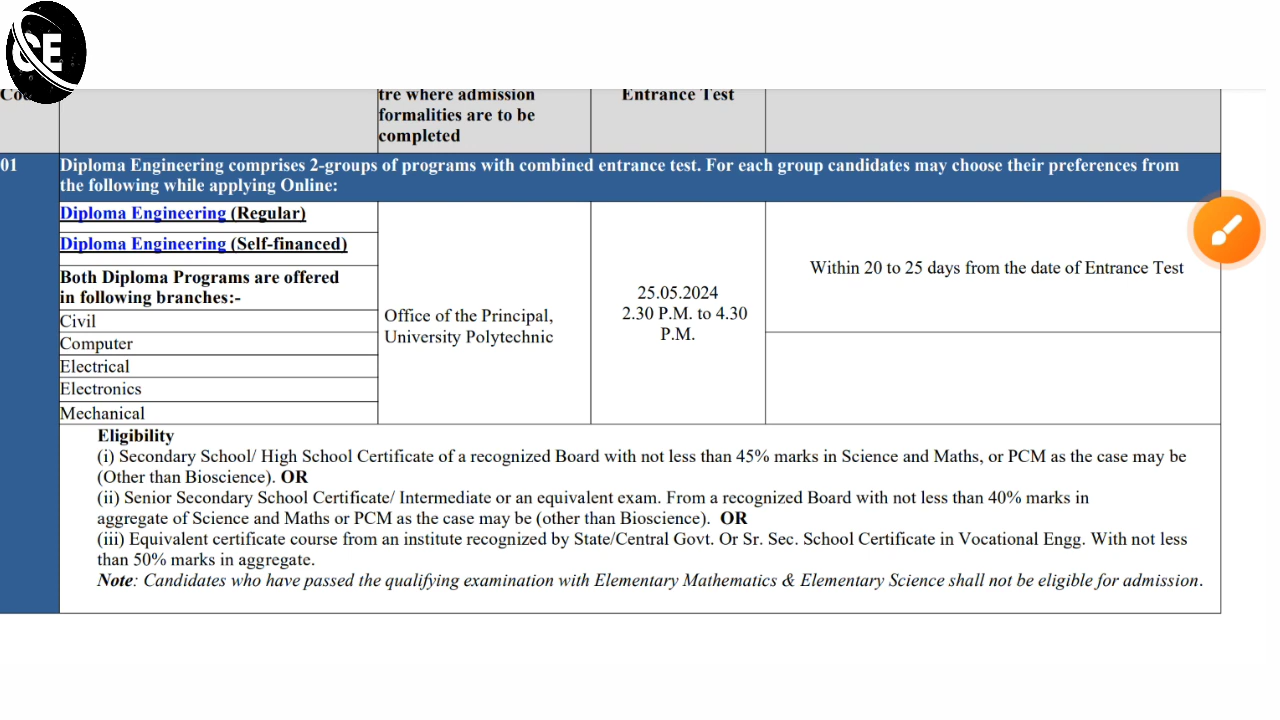 CE
tre where admission
formalities are to be
completed
Entrance Test
01
Diploma Engineering comprises 2-groups of programs with combined entrance test. For each group candidates may choose their preferences from
the following while applying Online:
Diploma Engineering (Regular)
Diploma Engineering (Self-financed)
Both Diploma Programs are offered
in following branches:-
Civil
Computer
Electrical
Electronics
Mechanical
Office of the Principal,
University Polytechnic
25.05.2024
2.30 P.M. to 4.30
P.M.
Within 20 to 25 days from the date of Entrance Test
Eligibility
(i) Secondary School/ High School Certificate of a recognized Board with not less than 45% marks in Science and Maths, or PCM as the case may be
(Other than Bioscience). OR
(ii) Senior Secondary School Certificate/ Intermediate or an equivalent exam. From a recognized Board with not less than 40% marks in
aggregate of Science and Maths or PCM as the case may be (other than Bioscience). OR
(iii) Equivalent certificate course from an institute recognized by State/Central Govt. Or Sr. Sec. School Certificate in Vocational Engg. With not less
than 50% marks in aggregate.
Note: Candidates who have passed the qualifying examination with Elementary Mathematics & Elementary Science shall not be eligible for admission.